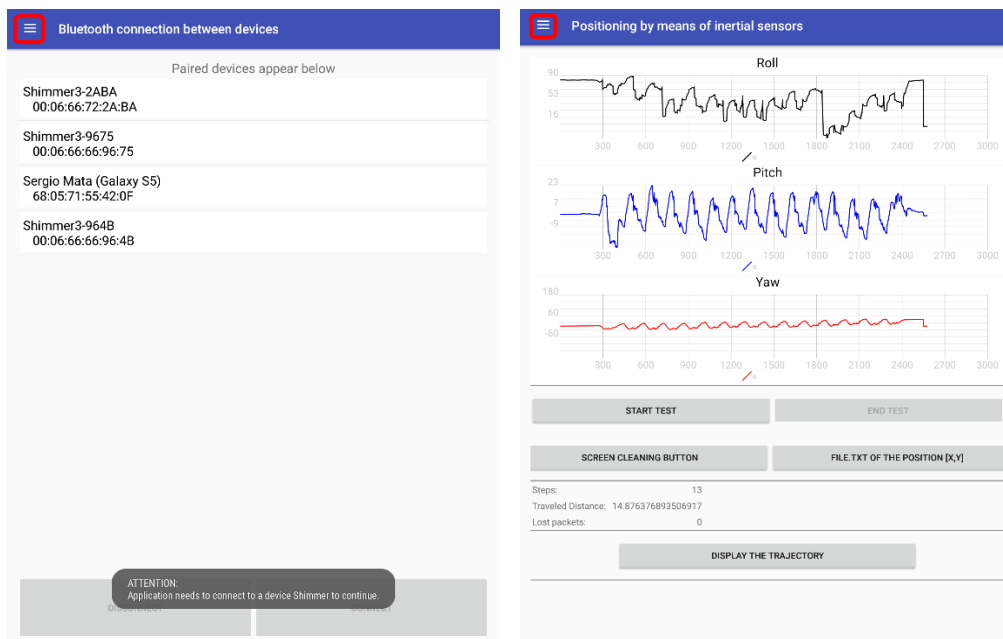 Bluetooth connection between devices
Paired devices appear below
Shimmer3-2ABA
00:06:66:72:2A:BA
Shimmer3-9675
00:06:66:66:96:75
Sergio Mata (Galaxy S5)
68:05:71:55:42:0F
Shimmer3-964B
00:06:66:66:96:4B
ATTENTION:
Application needs to connect to a device Shimmer to continue.
DISCONNECT
CONNECT
Positioning by means of inertial sensors
Roll
90
53
16
300 600 900 1200 1500 1800 2100 2400 2700 3000
Pitch
23
7
-9
300 600 900 1200 1500 1800 2100 2400 2700 3000
Yaw
180
60
-60
300 600 900 1200 1500 1800 2100 2400 2700 3000
START TEST
END TEST
SCREEN CLEANING BUTTON
FILE.TXT OF THE POSITION [X,Y]
Steps: 13
Traveled Distance: 14.876376893506917
Lost packets: 0
DISPLAY THE TRAJECTORY